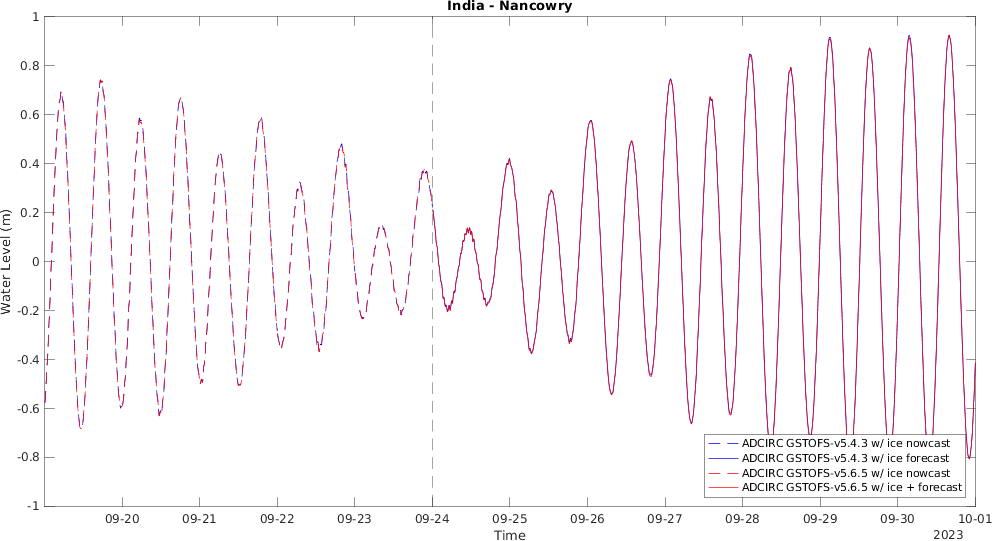 India - Nancowry
1
0.8
0.6
0.4
0.2
0
-0.2
-0.4
-0.6
-0.8
-1
Water Level (m)
ADCIRC GSTOFS-v5.4.3 w/ ice nowcast
ADCIRC GSTOFS-v5.4.3 w/ ice forecast
ADCIRC GSTOFS-v5.6.5 w/ ice nowcast
ADCIRC GSTOFS-v5.6.5 w/ ice + forecast
09-20 09-21 09-22 09-23 09-24 09-25 09-26 09-27 09-28 09-29 09-30 10-01
Time
2023